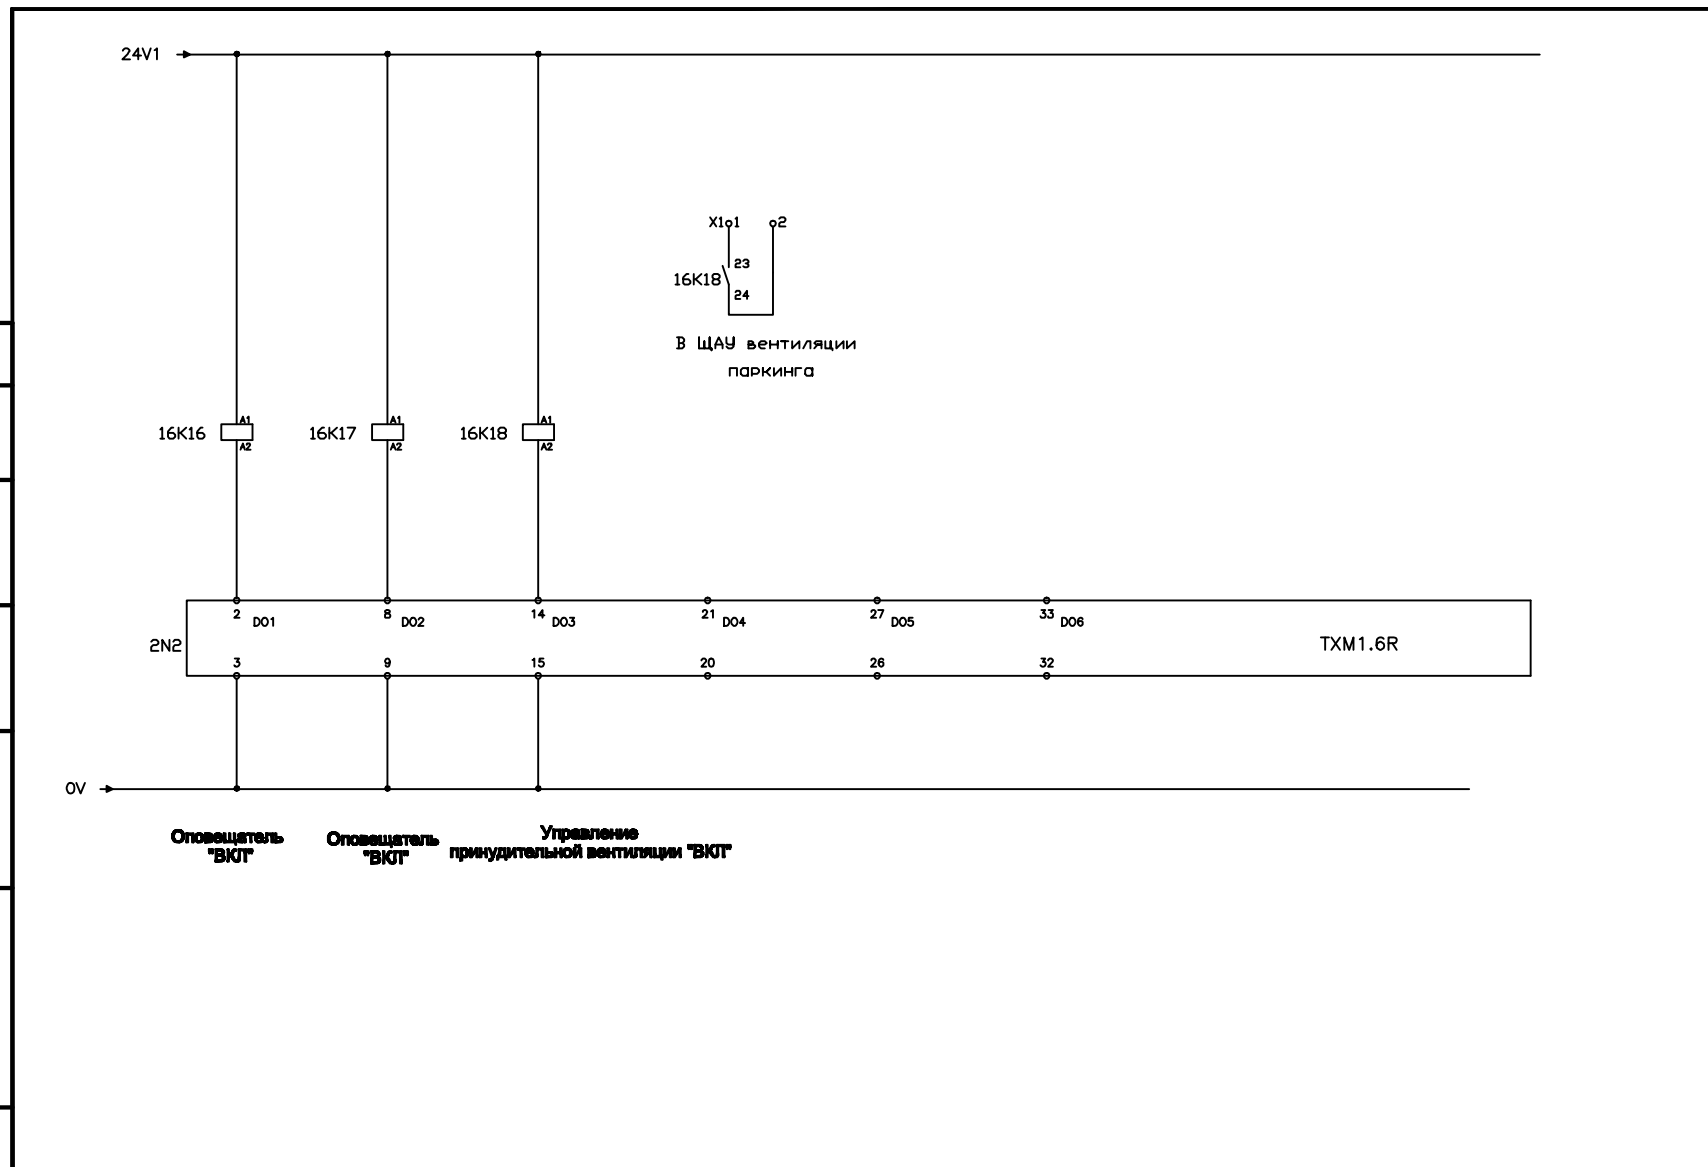 24V1
X1 1 2
23
16K18
24
В ЩАУ вентиляции
паркинга
A1 A1 A1
16K16 16K17 16K18
A2 A2 A2
2 DO1 8 DO2 14 DO3 21 DO4 27 DO5 33 DO6
2N2 TXM1.6R
3 9 15 20 26 32
0V
Оповещатель
"ВКЛ"
Оповещатель
"ВКЛ"
Управление
принудительной вентиляции "ВКЛ"